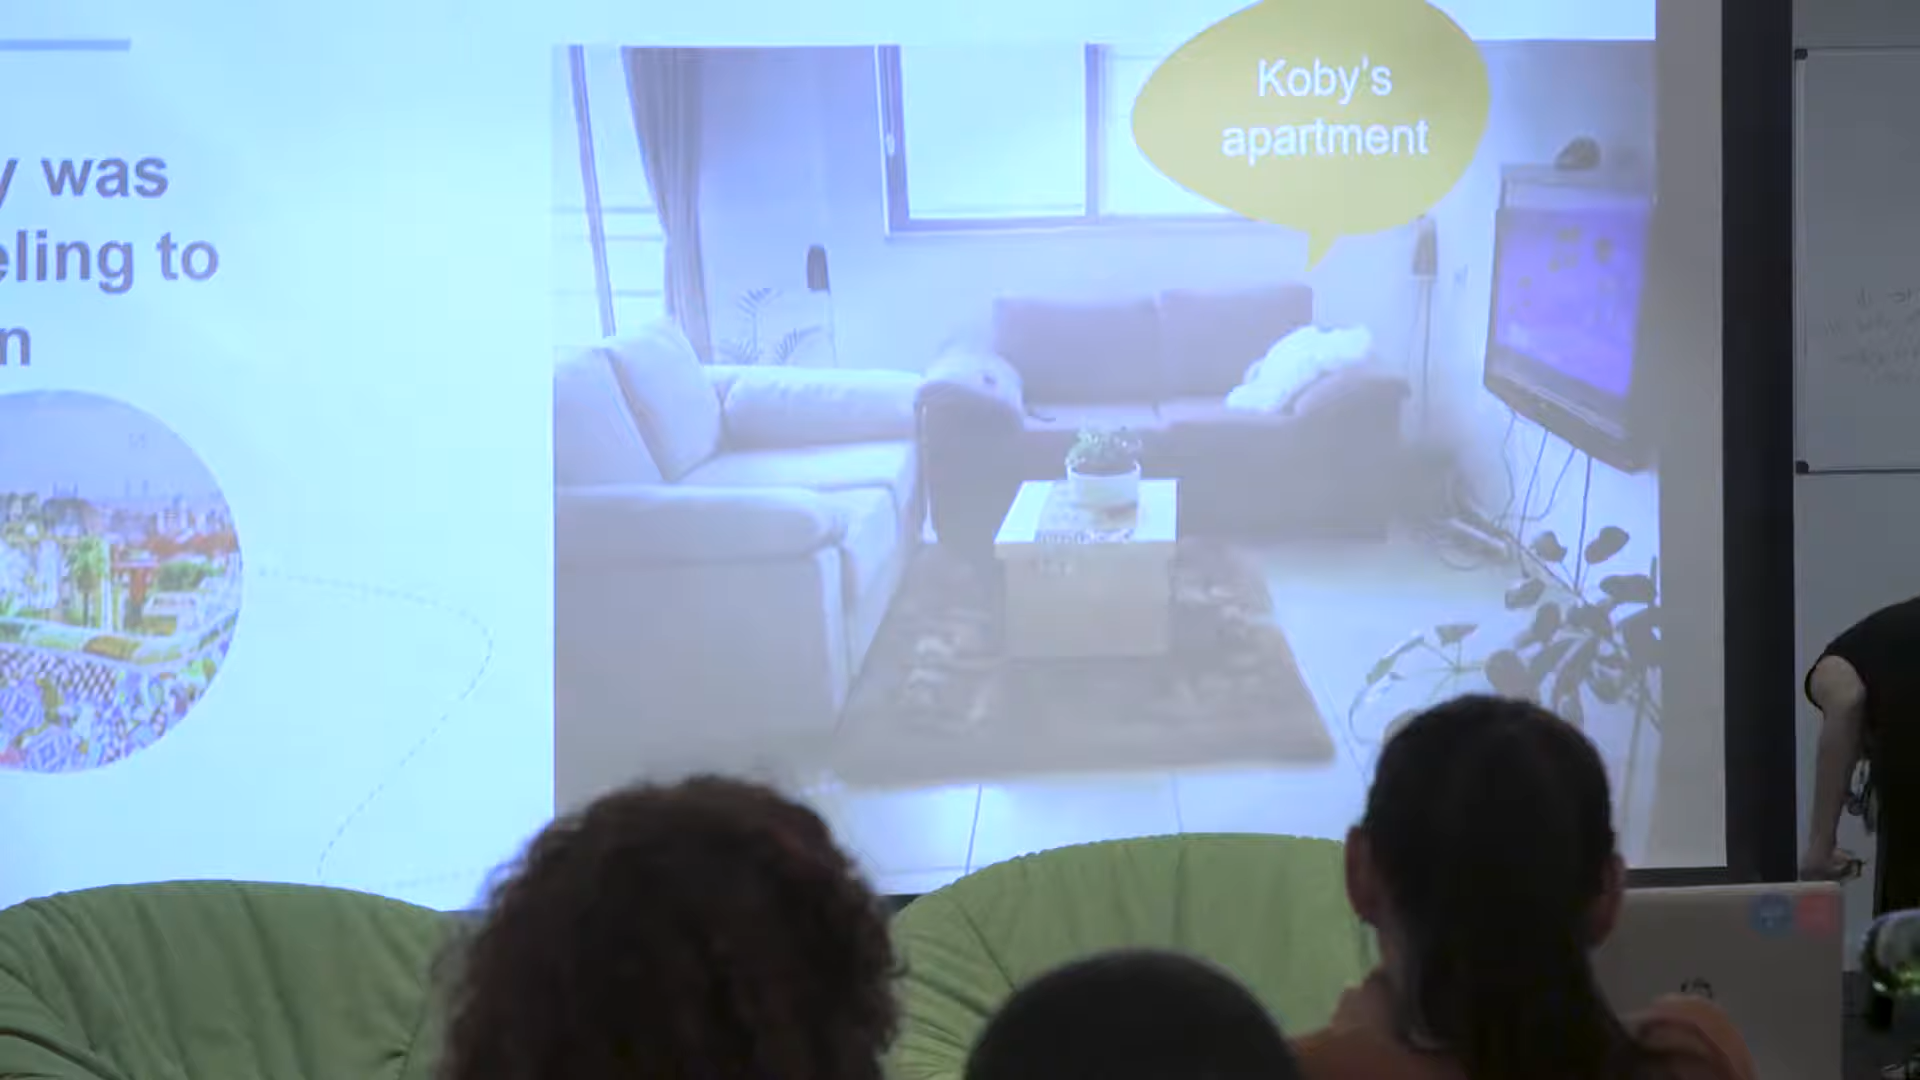 y was
eling to
n
Koby's
apartment